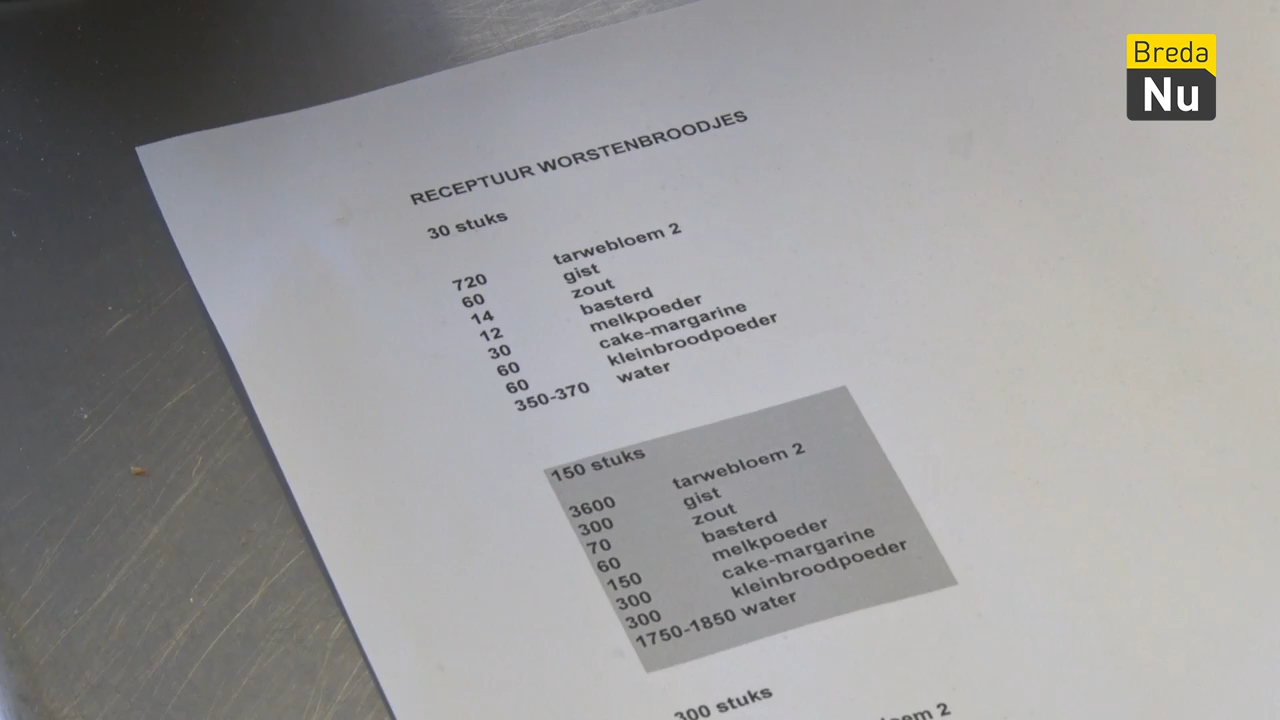 Breda
Nu
RECEPTUUR WORSTENBROODJES
30 stuks
720 tarwebloem 2
60 gist
14 zout
12 basterd
30 melkpoeder
60 cake-margarine
60 kleinbroodpoeder
350-370 water
150 stuks
3600 tarwebloem 2
300 gist
70 zout
60 basterd
150 melkpoeder
300 cake-margarine
300 kleinbroodpoeder
1750-1850 water
300 stuks
2